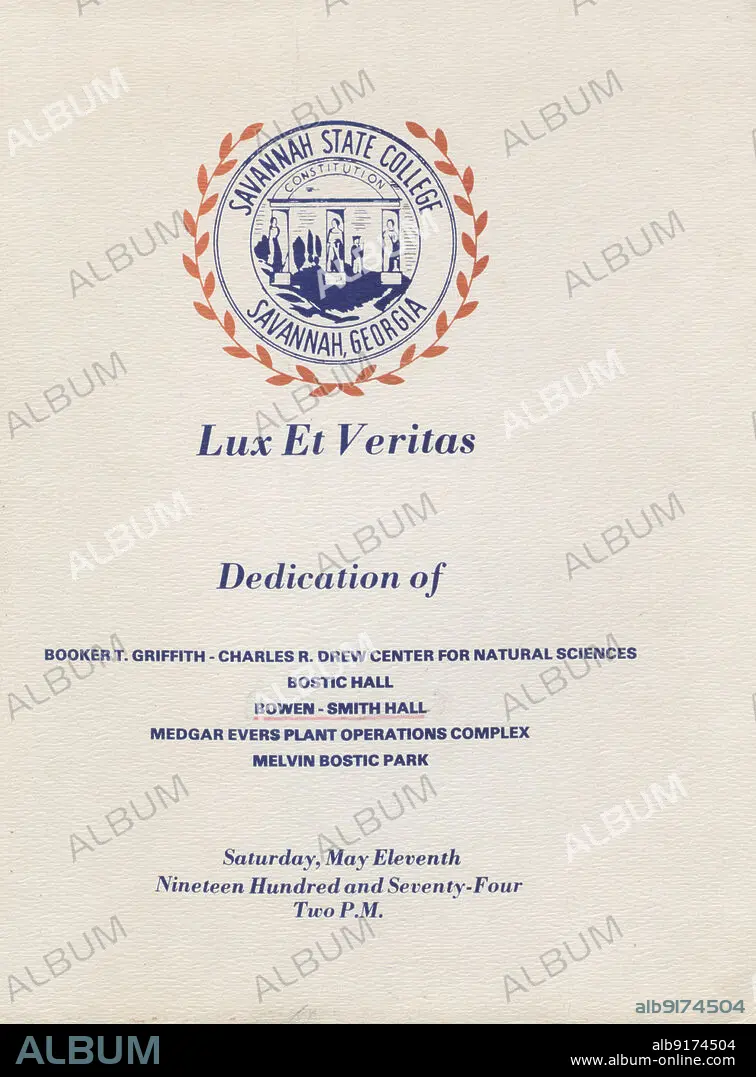 SAVANNAH STATE COLLEGE
CONSTITUTION
SAVANNAH, GEORGIA
Lux Et Veritas
Dedication of
BOOKER T. GRIFFITH - CHARLES R. DREW CENTER FOR NATURAL SCIENCES
BOSTIC HALL
BOWEN - SMITH HALL
MEDGAR EVERS PLANT OPERATIONS COMPLEX
MELVIN BOSTIC PARK
Saturday, May Eleventh
Nineteen Hundred and Seventy-Four
Two P.M.
alb9174504
ALBUM
alb9174504
www.album-online.com